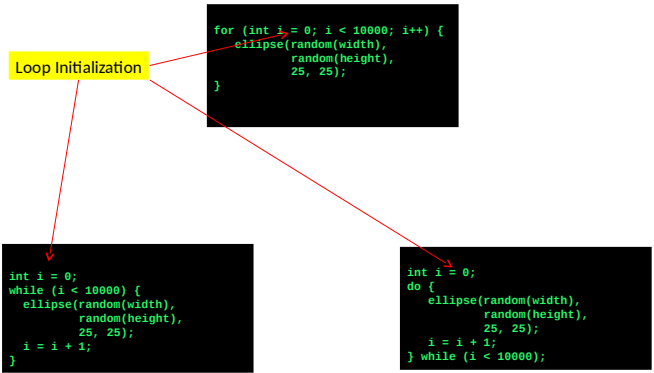 for (int i = 0; i < 10000; i++) {
ellipse(random(width),
random(height),
25, 25);
}
Loop Initialization
int i = 0;
while (i < 10000) {
ellipse(random(width),
random(height),
25, 25);
i = i + 1;
}
int i = 0;
do {
ellipse(random(width),
random(height),
25, 25);
i = i + 1;
} while (i < 10000);